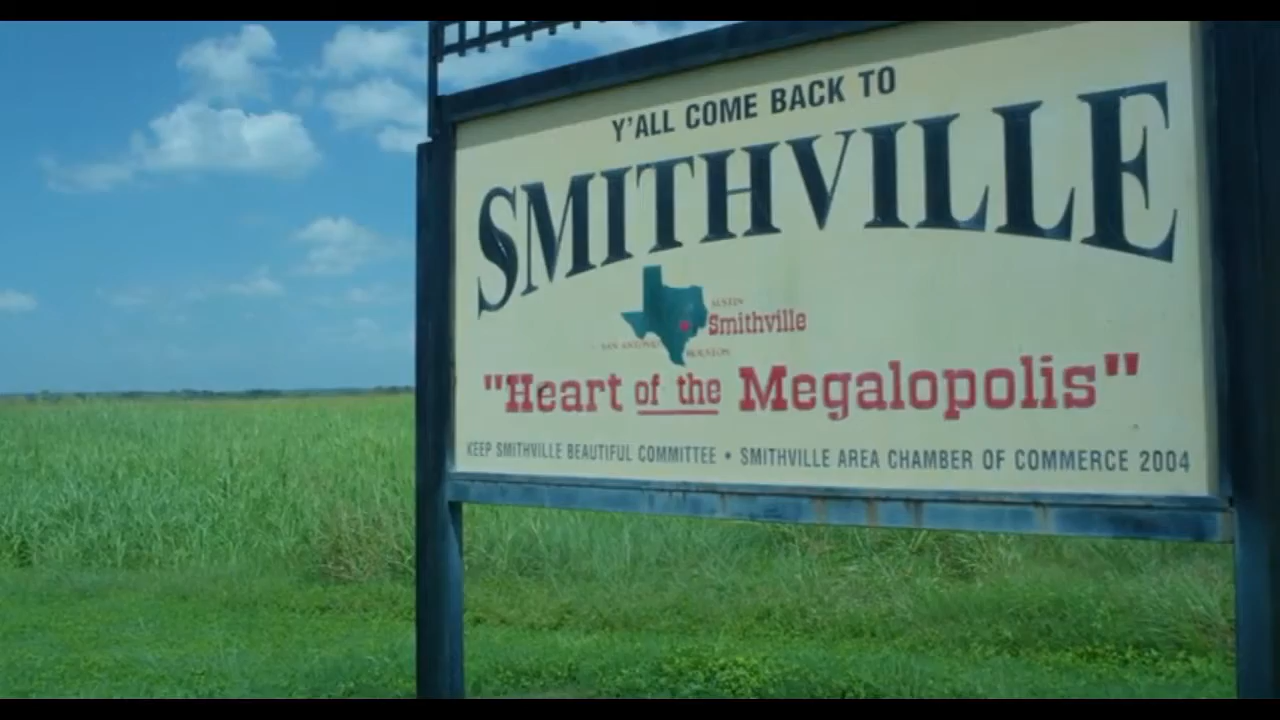 Y'ALL COME BACK TO
SMITHVILLE
AUSTIN
Smithville
SAN ANTONIO
HOUSTON
"Heart of the Megalopolis"
KEEP SMITHVILLE BEAUTIFUL COMMITTEE • SMITHVILLE AREA CHAMBER OF COMMERCE 2004